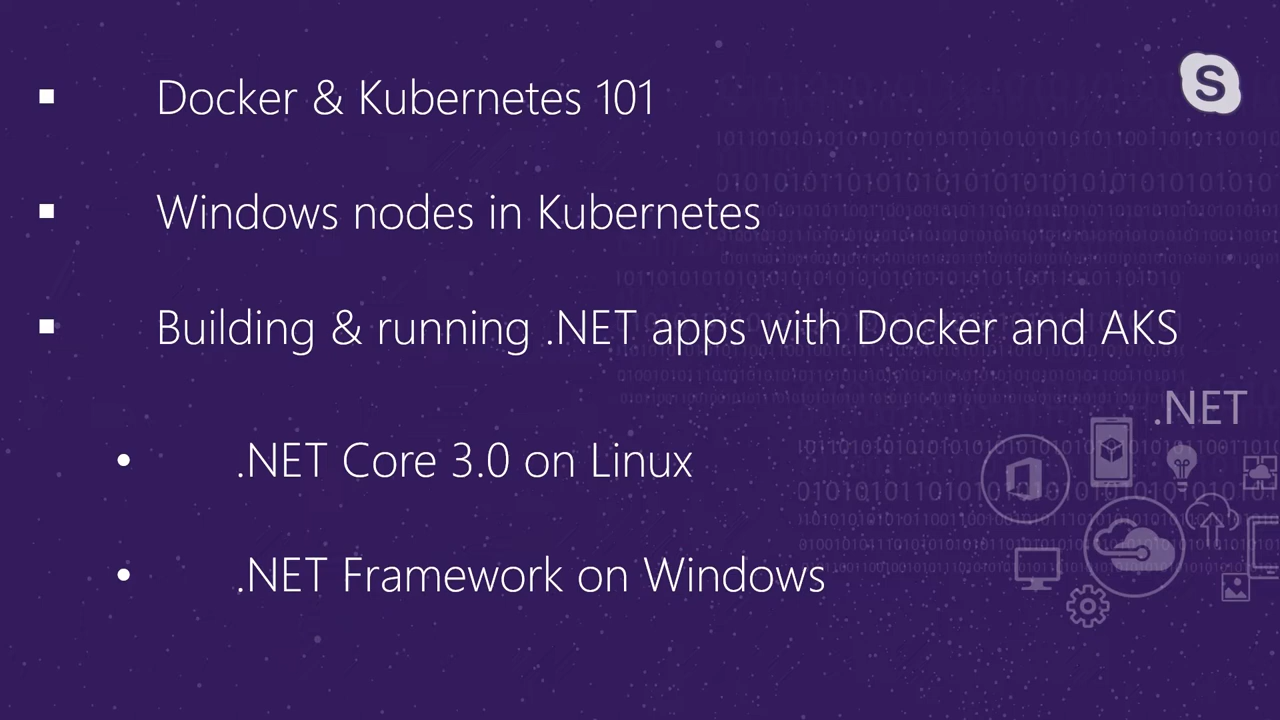 Docker & Kubernetes 101
Windows nodes in Kubernetes
Building & running .NET apps with Docker and AKS
.NET
.NET Core 3.0 on Linux
.NET Framework on Windows